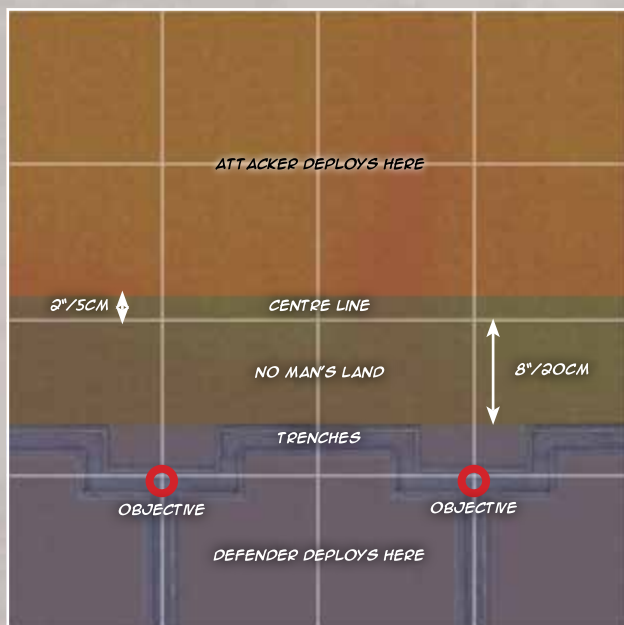 ATTACKER DEPLOYS HERE
2"/5CM
CENTRE LINE
NO MAN'S LAND
8"/20CM
TRENCHES
OBJECTIVE
OBJECTIVE
DEFENDER DEPLOYS HERE